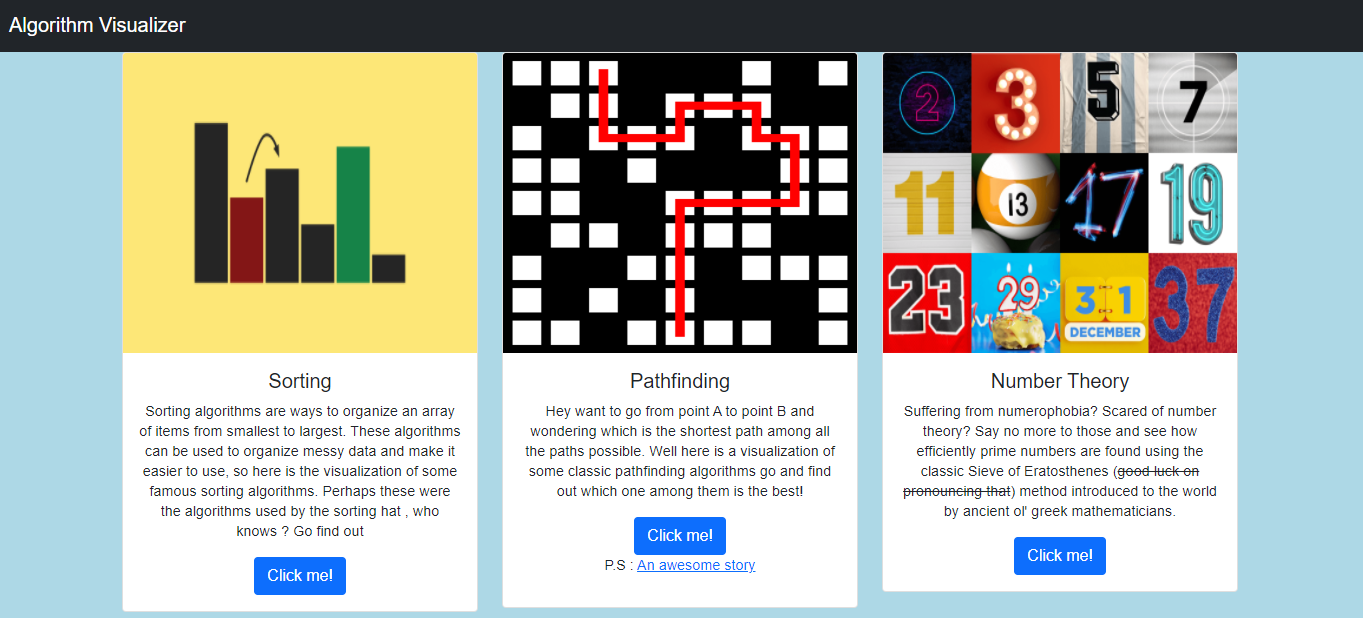 Algorithm Visualizer
2 3 5 7
11 13 17 19
23 29 31
DECEMBER
37
Sorting
Sorting algorithms are ways to organize an array
of items from smallest to largest. These algorithms
can be used to organize messy data and make it
easier to use, so here is the visualization of some
famous sorting algorithms. Perhaps these were
the algorithms used by the sorting hat , who
knows ? Go find out
Click me!
Pathfinding
Hey want to go from point A to point B and
wondering which is the shortest path among all
the paths possible. Well here is a visualization of
some classic pathfinding algorithms go and find
out which one among them is the best!
Click me!
P.S : An awesome story
Number Theory
Suffering from numerophobia? Scared of number
theory? Say no more to those and see how
efficiently prime numbers are found using the
classic Sieve of Eratosthenes (good luck on
pronouncing that) method introduced to the world
by ancient ol' greek mathematicians.
Click me!